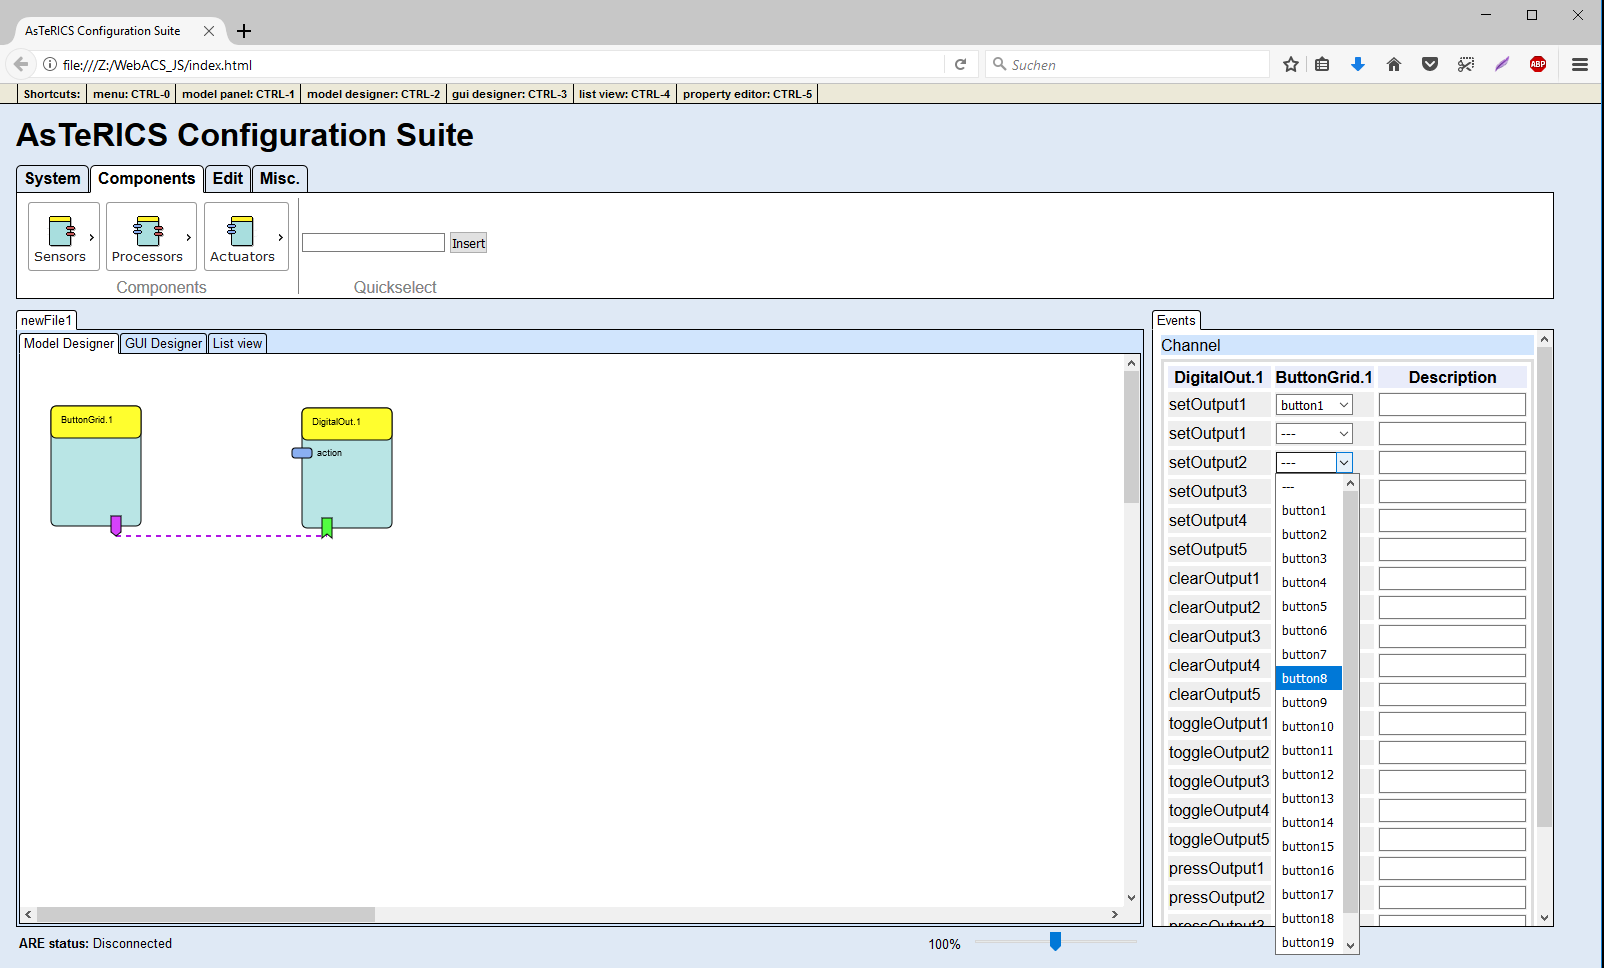 AsTeRICS Configuration Suite
file:///Z:/WebACS_JS/index.html
Suchen
ABP
Shortcuts: menu: CTRL-0 model panel: CTRL-1 model designer: CTRL-2 gui designer: CTRL-3 list view: CTRL-4 property editor: CTRL-5
AsTeRICS Configuration Suite
System Components Edit Misc.
Sensors Processors Actuators
Insert
Components Quickselect
newFile1
Model Designer GUI Designer List view
ButtonGrid.1
DigitalOut.1
action
Events
Channel
DigitalOut.1 ButtonGrid.1 Description
setOutput1 button1
setOutput1 ---
setOutput2 ---
setOutput3
setOutput4
setOutput5
clearOutput1
clearOutput2
clearOutput3
clearOutput4
clearOutput5
toggleOutput1
toggleOutput2
toggleOutput3
toggleOutput4
toggleOutput5
pressOutput1
pressOutput2
pressOutput3
---
button1
button2
button3
button4
button5
button6
button7
button8
button9
button10
button11
button12
button13
button14
button15
button16
button17
button18
button19
ARE status: Disconnected
100%